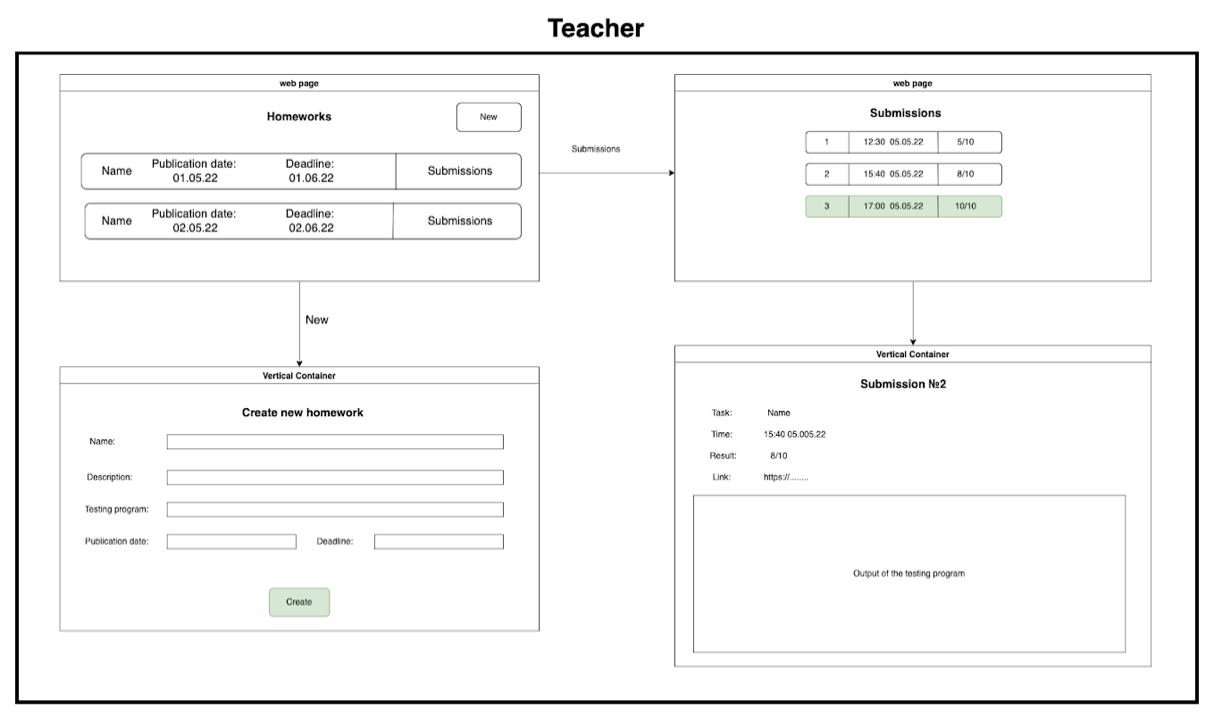 Teacher
web page
Homeworks
New
Name
Publication date:
01.05.22
Deadline:
01.06.22
Submissions
Name
Publication date:
02.05.22
Deadline:
02.06.22
Submissions
Submissions
web page
Submissions
1 12:30 05.05.22 5/10
2 15:40 05.05.22 8/10
3 17:00 05.05.22 10/10
New
Vertical Container
Create new homework
Name:
Description:
Testing program:
Publication date: Deadline:
Create
Vertical Container
Submission №2
Task: Name
Time: 15:40 05.005.22
Result: 8/10
Link: https://........
Output of the testing program